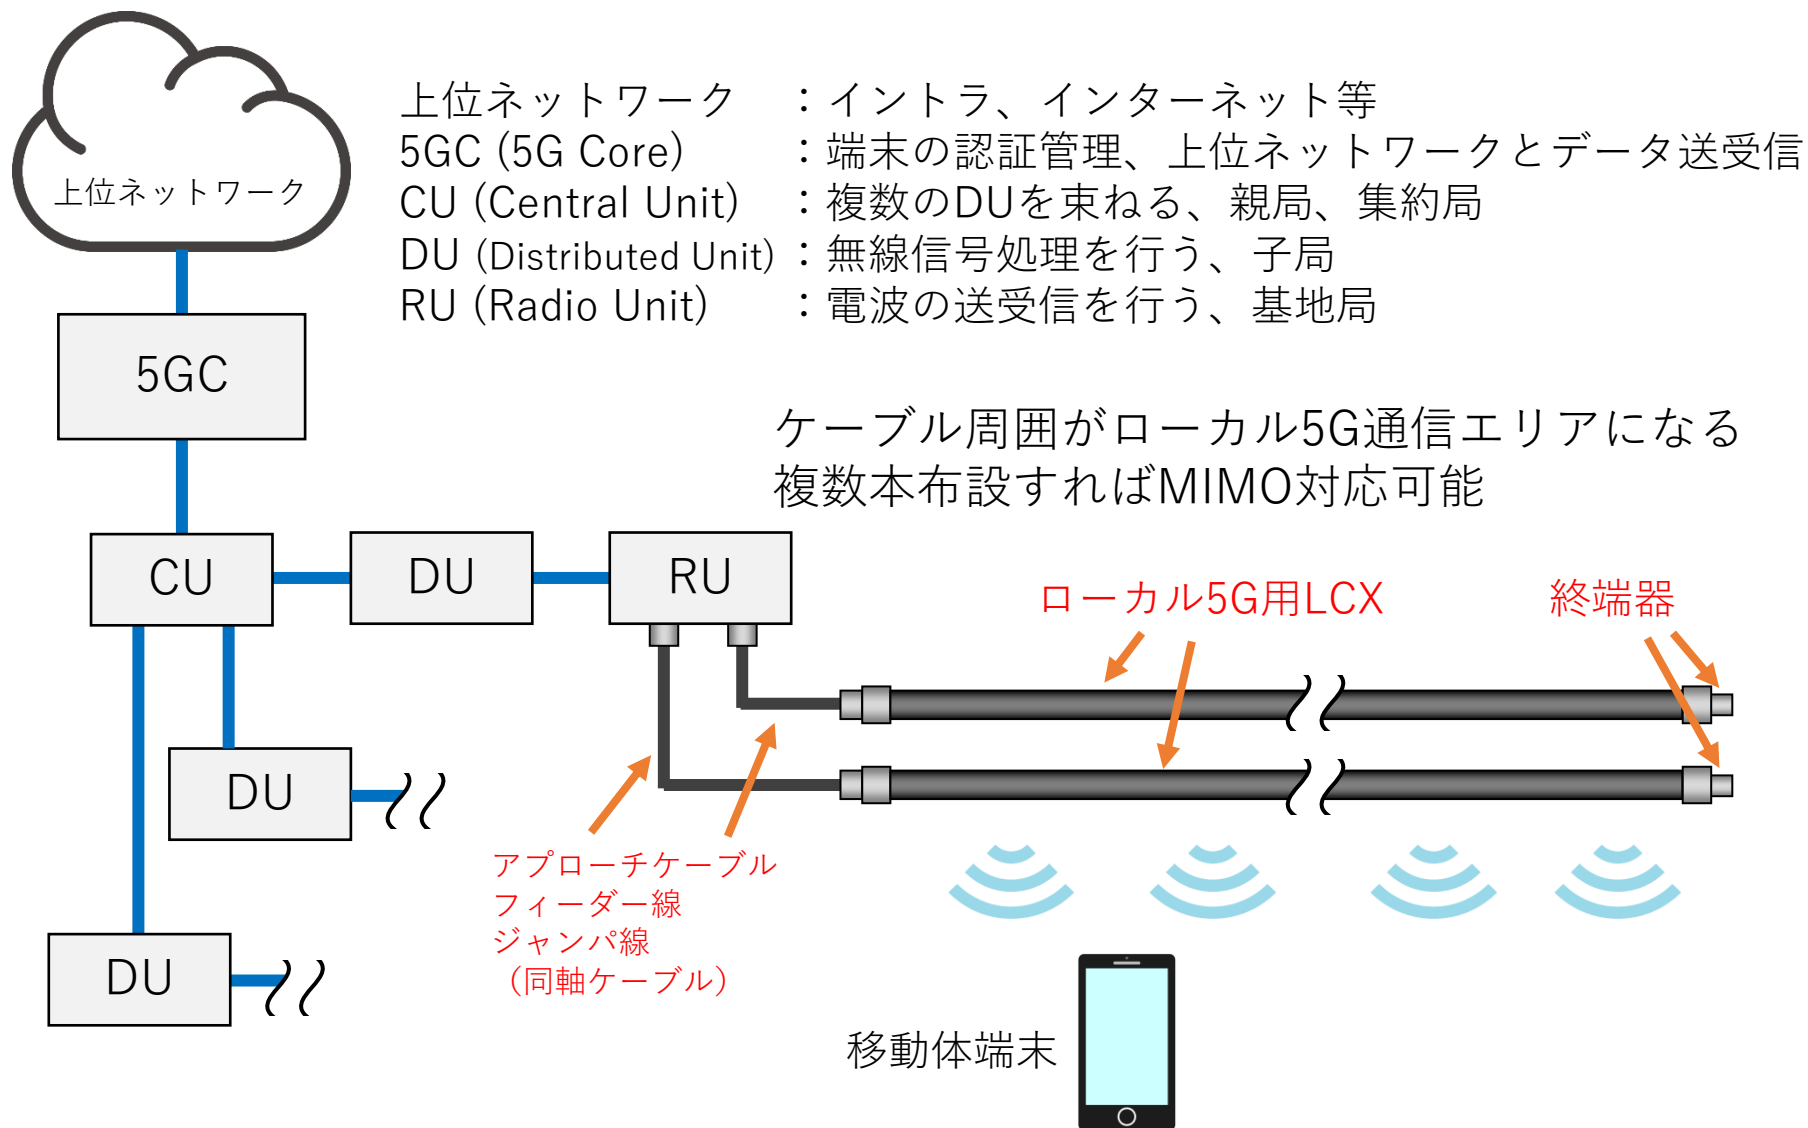 上位ネットワーク
上位ネットワーク ：イントラ、インターネット等
5GC (5G Core) ：端末の認証管理、上位ネットワークとデータ送受信
CU (Central Unit) ：複数のDUを束ねる、親局、集約局
DU (Distributed Unit) ：無線信号処理を行う、子局
RU (Radio Unit) ：電波の送受信を行う、基地局
5GC
ケーブル周囲がローカル5G通信エリアになる
複数本布設すればMIMO対応可能
CU
DU
RU
ローカル5G用LCX
終端器
DU
アプローチケーブル
フィーダー線
ジャンパ線
（同軸ケーブル）
DU
移動体端末